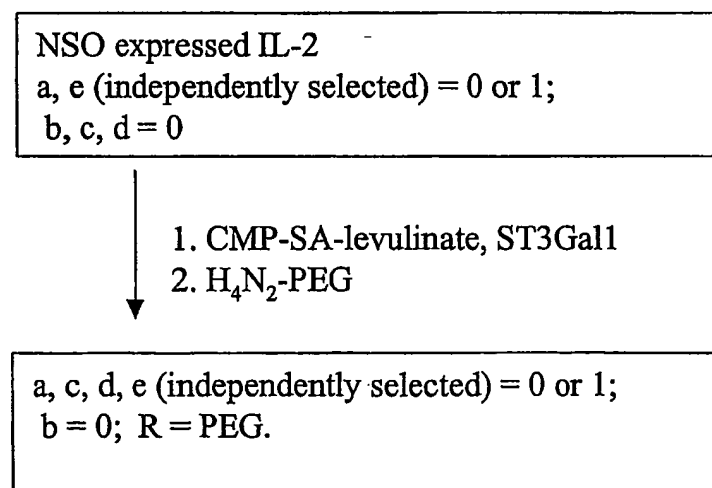 NSO expressed IL-2
a, e (independently selected) = 0 or 1;
b, c, d = 0
1. CMP-SA-levulinate, ST3Gal1
2. H₄N₂-PEG
a, c, d, e (independently selected) = 0 or 1;
b = 0; R = PEG.